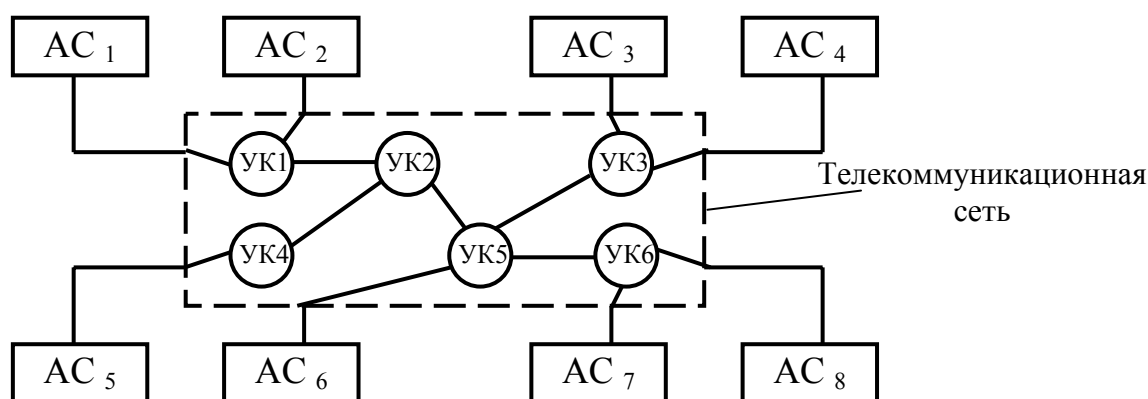 АС 1
АС 2
АС 3
АС 4
УК1
УК2
УК3
Телекоммуникационная
сеть
УК4
УК5
УК6
АС 5
АС 6
АС 7
АС 8